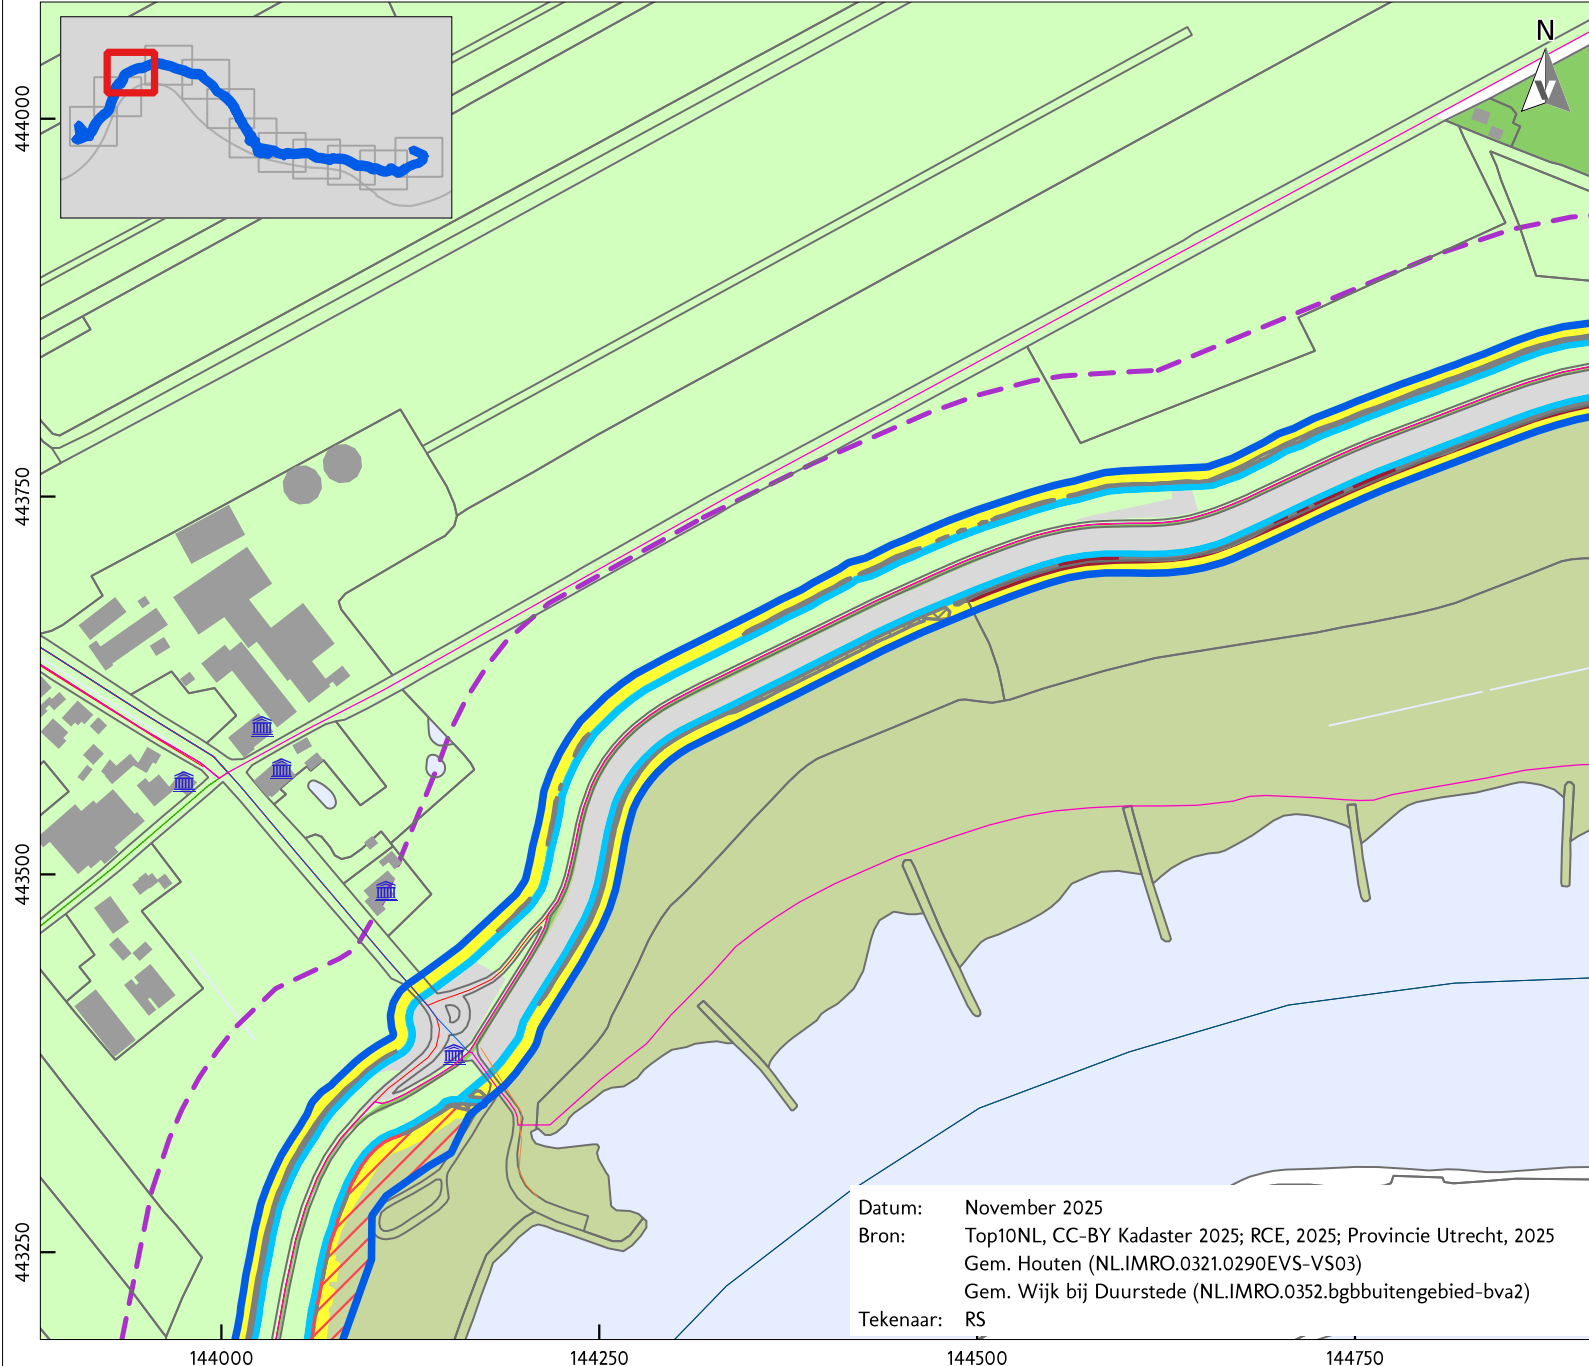 N
444000
443750
443500
443250
Datum: November 2025
Bron: Top10NL, CC-BY Kadaster 2025; RCE, 2025; Provincie Utrecht, 2025
Gem. Houten (NL.IMRO.0321.0290EVS-VS03)
Gem. Wijk bij Duurstede (NL.IMRO.0352.bgbbuitengebied-bva2)
Tekenaar: RS
144000 144250 144500 144750